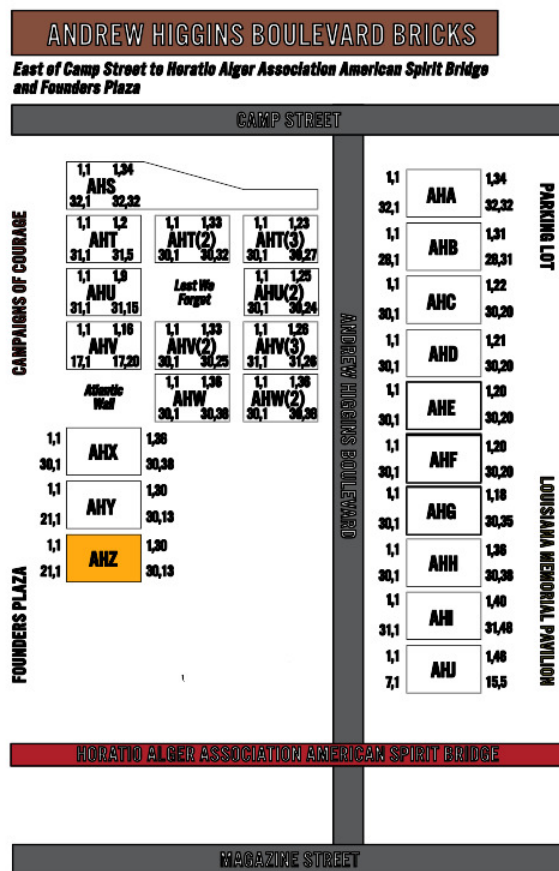 ANDREW HIGGINS BOULEVARD BRICKS
East of Camp Street to Horatio Alger Association American Spirit Bridge
and Founders Plaza
CAMP STREET
CAMPAIGNS OF COURAGE
FOUNDERS PLAZA
1,1 1,34
AHS
32,1 32,32
1,1 1,2
AHT
31,1 31,5
1,1 1,33
AHT(2)
30,1 30,32
1,1 1,23
AHT(3)
30,1 30,27
1,1 1,9
AHU
31,1 31,15
Lest We
Forget
1,1 1,25
AHU(2)
30,1 30,24
1,1 1,16
AHV
17,1 17,20
1,1 1,33
AHV(2)
30,1 30,25
1,1 1,26
AHV(3)
31,1 31,26
Atlantic
Wall
1,1 1,36
AHW
30,1 30,38
1,1 1,36
AHW(2)
30,1 38,38
1,1 1,36
AHX
30,1 30,38
1,1 1,30
AHY
21,1 30,13
1,1 1,30
AHZ
21,1 30,13
ANDREW HIGGINS BOULEVARD
1,1 1,34
AHA
32,1 32,32
1,1 1,31
AHB
28,1 28,31
1,1 1,22
AHC
30,1 30,20
1,1 1,21
AHD
30,1 30,20
1,1 1,20
AHE
30,1 30,20
1,1 1,20
AHF
30,1 30,20
1,1 1,18
AHG
30,1 30,35
1,1 1,36
AHH
30,1 30,38
1,1 1,40
AHI
31,1 31,48
1,1 1,46
AHJ
7,1 15,5
PARKING LOT
LOUISIANA MEMORIAL PAVILION
HORATIO ALGER ASSOCIATION AMERICAN SPIRIT BRIDGE
MAGAZINE STREET